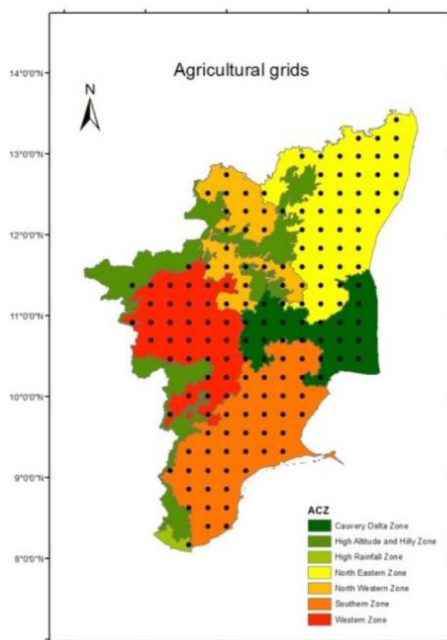 Agricultural grids
N
14°0'0"N
13°0'0"N
12°0'0"N
11°0'0"N
10°0'0"N
9°0'0"N
8°0'0"N
ACZ
Cauvery Delta Zone
High Altitude and Hilly Zone
High Rainfall Zone
North Eastern Zone
North Western Zone
Southern Zone
Western Zone